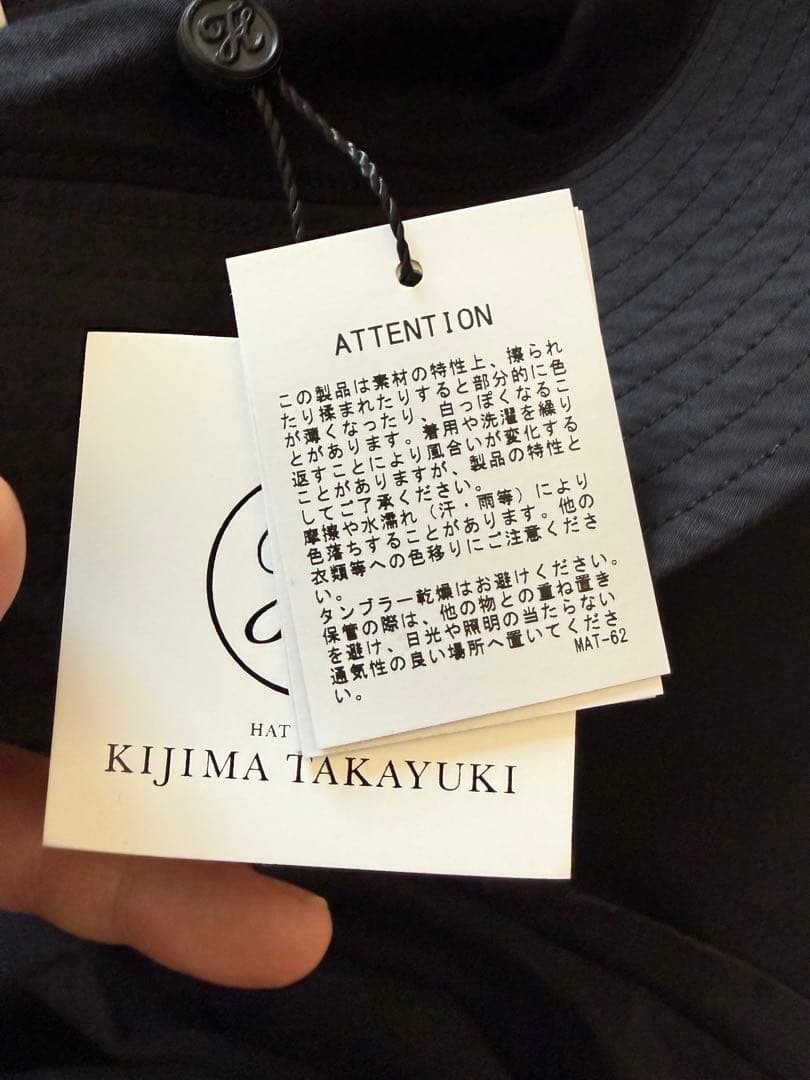 ATTENTION
この製品は素材の特性上、擦られ
たり揉まれたりすると部分的に色
が薄くなったり、白っぽくなるこ
とがあります。着用や洗濯を繰り
返すことにより風合いが変化する
ことがありますが、製品の特性と
してご了承ください。
摩擦や水濡れ（汗・雨等）により
色落ちすることがあります。他の
衣類等への色移りにご注意くださ
い。
タンブラー乾燥はお避けください。
保管の際は、他の物との重ね置き
を避け、日光や照明の当たらない
通気性の良い場所へ置いてくださ
い。
MAT-62
HAT
KIJIMA TAKAYUKI